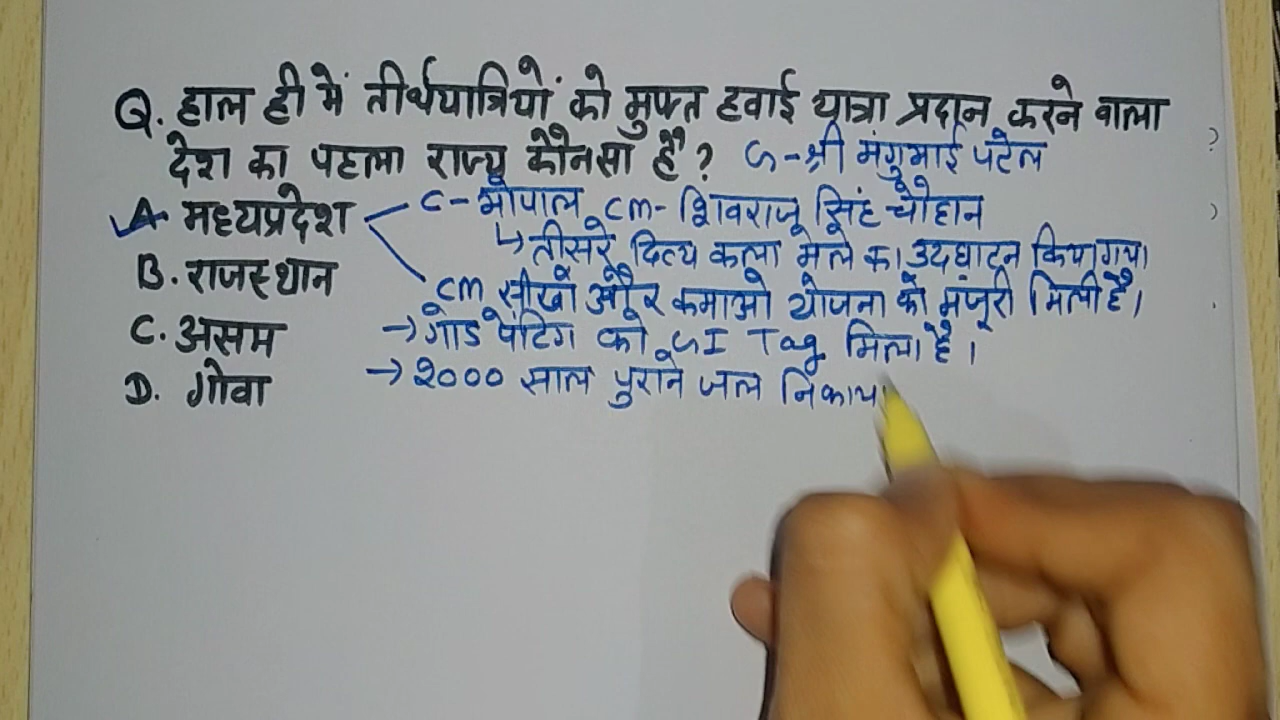 Q. हाल ही में तीर्थयात्रियों को मुफ्त हवाई यात्रा प्रदान करने वाला
देश का पहला राज्य कौनसा है? G-श्री मंगुभाई पटेल
A. मध्यप्रदेश C-भोपाल CM- शिवराज सिंह चौहान
↳तीसरे दिव्य कला मेले का उदघाटन किया गया
B. राजस्थान
CM सीखो और कमाओ योजना को मंजूरी मिली है।
C. असम →गोंड पेंटिंग को GI Tag मिला है।
D. गोवा →2000 साल पुराने जल निकाय